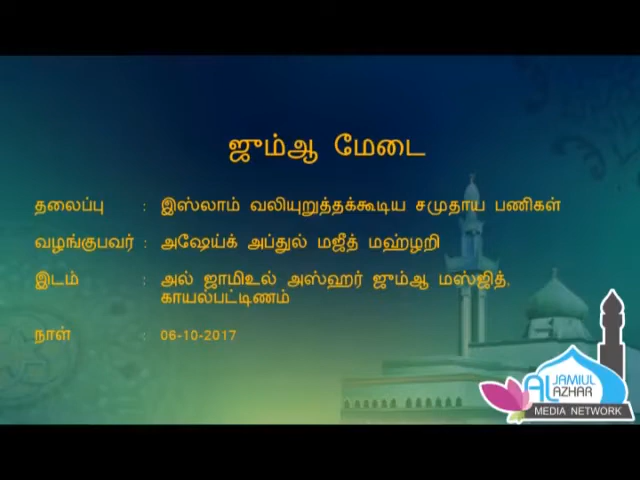 ஜும்ஆ மேடை
தலைப்பு : இஸ்லாம் வலியுறுத்தக்கூடிய சமுதாய பணிகள்
வழங்குபவர் : அஷேய்க் அப்துல் மஜீத் மஹ்ழறி
இடம் : அல் ஜாமிஉல் அஸ்ஹர் ஜும்ஆ மஸ்ஜித்,
காயல்பட்டிணம்
நாள் : 06-10-2017
AL JAMIUL
AZHAR
MEDIA NETWORK